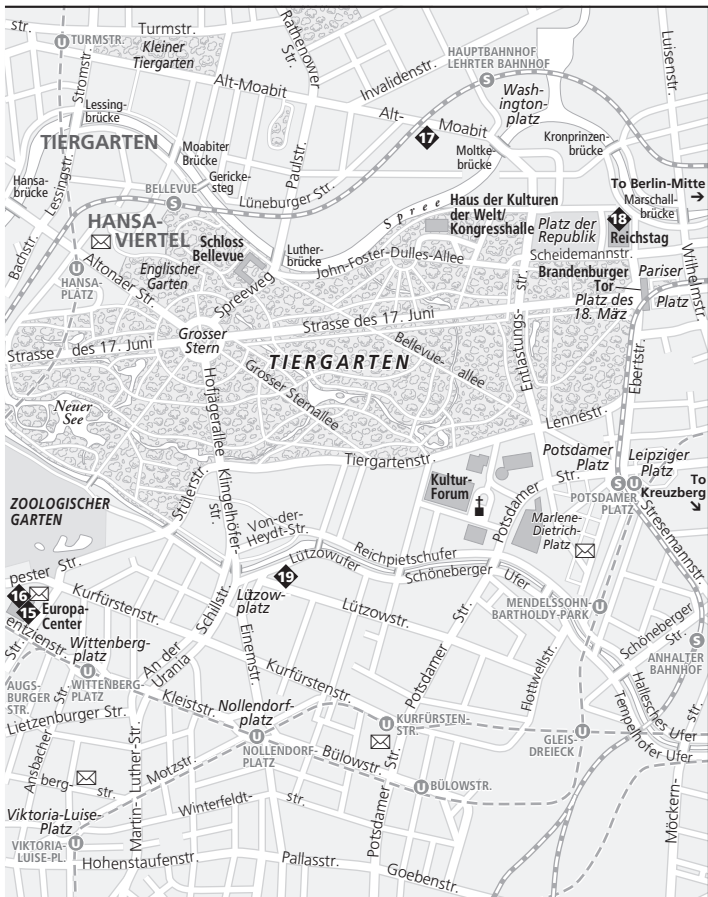 str.
Turmstr.
Rathenower
Str.
Luisenstr.
U TURMSTR.
Kleiner
Tiergarten
HAUPTBAHNHOF
LEHRTER BAHNHOF
S
Stromstr.
Invalidenstr.
Alt-Moabit
Wash-
ington-
platz
Alt-
Moabit
17
Lessing-
brücke
TIERGARTEN
Moabiter
Brücke
Paulstr.
Moltke-
brücke
Kronprinzen-
brücke
Hansa-
brücke
Lessingstr.
Gericke-
steg
BELLEVUE
S
Lüneburger Str.
Spree
To Berlin-Mitte
Marschall-
brücke
HANSA-
VIERTEL
Bachstr.
Schloss
Bellevue
Luther-
brücke
Haus der Kulturen
der Welt/
Kongresshalle
Platz der
Republik
18
Reichstag
Scheidemannstr.
Wilhelmstr.
John-Foster-Dulles-Allee
Altonaer Str.
Englischer
Garten
Spreeweg
U
HANSA-
PLATZ
Brandenburger
Tor
Pariser
Platz
Platz des
18. März
Strasse des 17. Juni
Grosser
Stern
Strasse des 17. Juni
TIERGARTEN
Bellevue-
allee
Entlastungs-
str.
Ebertstr.
Grosser Sternallee
Hofjägerallee
Neuer
See
Lennéstr.
Tiergartenstr.
Potsdamer
Platz
Leipziger
Platz
Kultur-
Forum
Potsdamer
Str.
S U
POTSDAMER
PLATZ
To
Kreuzberg
ZOOLOGISCHER
GARTEN
Stülerstr.
Klingelhöfer-
str.
Von-der-
Heydt-Str.
Marlene-
Dietrich-
Platz
Stresemannstr.
Lützowufer
Reichpietschufer
Schöneberger
Ufer
pester Str.
16
15
Europa-
Center
entzienstr.
Kurfürstenstr.
Schillstr.
19
Lützow-
platz
Lützowstr.
MENDELSSOHN-
BARTHOLDY-PARK
U
Schöneberger
Str.
S
ANHALTER
BAHNHOF
Str.
Wittenberg-
platz
U
WITTENBERG-
PLATZ
An der
Urania
Einemstr.
Kurfürstenstr.
Potsdamer
Str.
Flottwellstr.
Hallesches Ufer
Tempelhofer Ufer
str.
AUGS-
BURGER
STR.
Str.
Lietzenburger Str.
Kleiststr.
Nollendorf-
platz
U
NOLLENDORF-
PLATZ
U KURFÜRSTEN-
STR.
GLEIS-
DREIECK
U
Ansbacher
berg-
str
Martin-Luther-Str.
Motzstr.
Bülowstr.
U BÜLOWSTR.
Potsdamer
Str.
Viktoria-Luise-
Platz
Winterfeldt-
str.
VIKTORIA-
LUISE-PL.
U
Hohenstaufenstr.
Pallasstr.
Goebenstr.
Möckern-